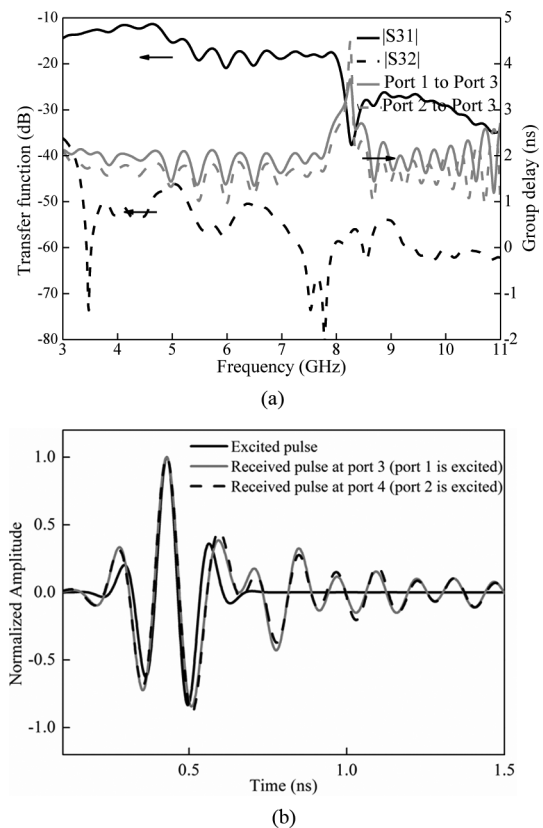 -10
-20
-30
-40
-50
-60
-70
-80
Transfer function (dB)
|S31|
|S32|
Port 1 to Port 3
Port 2 to Port 3
5
4
3
2
1
0
-1
-2
Group delay (ns)
3 4 5 6 7 8 9 10 11
Frequency (GHz)
(a)
1.0
0.5
0.0
-0.5
-1.0
Normalized Amplitude
Excited pulse
Received pulse at port 3 (port 1 is excited)
Received pulse at port 4 (port 2 is excited)
0.5 1.0 1.5
Time (ns)
(b)